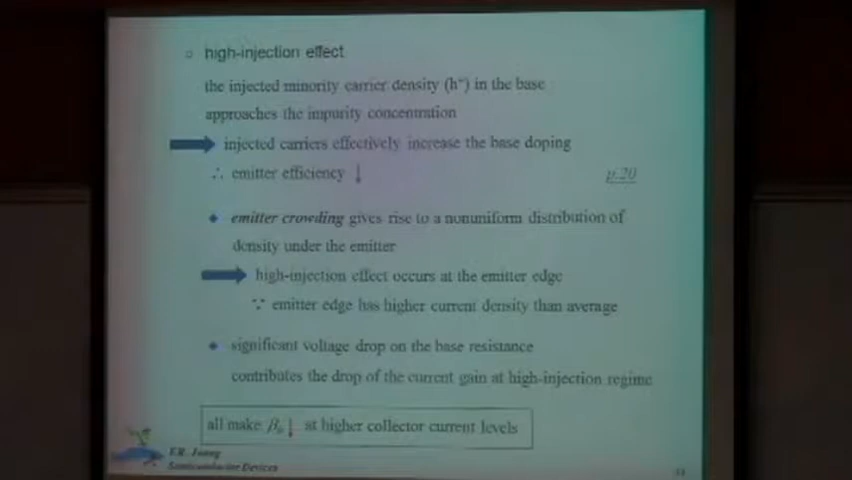 ○ high-injection effect
the injected minority carrier density (h⁺) in the base
approaches the impurity concentration
injected carriers effectively increase the base doping
∴ emitter efficiency ↓
p.20
◆ emitter crowding gives rise to a nonuniform distribution of
density under the emitter
high-injection effect occurs at the emitter edge
∵ emitter edge has higher current density than average
◆ significant voltage drop on the base resistance
contributes the drop of the current gain at high-injection regime
all make β₀ ↓ at higher collector current levels
Semiconductor Devices